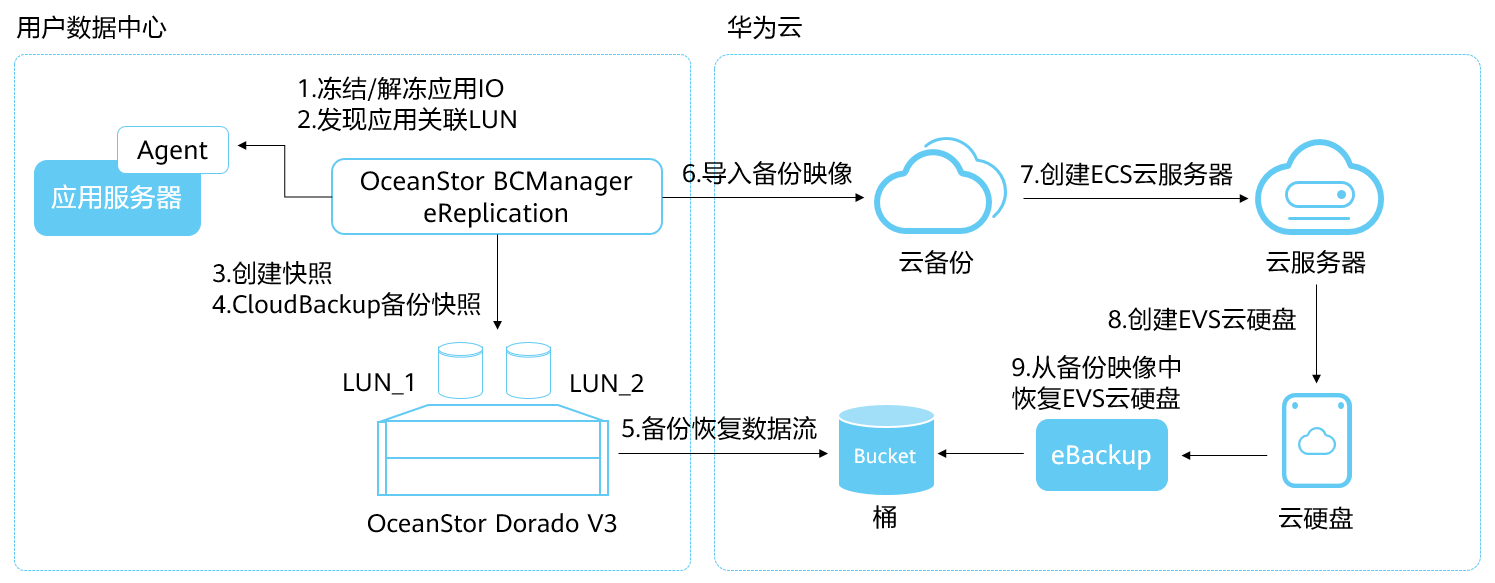 用户数据中心
华为云
1.冻结/解冻应用IO
2.发现应用关联LUN
Agent
应用服务器
OceanStor BCManager
eReplication
6.导入备份映像
7.创建ECS云服务器
云备份
云服务器
3.创建快照
4.CloudBackup备份快照
8.创建EVS云硬盘
9.从备份映像中
恢复EVS云硬盘
LUN_1
LUN_2
5.备份恢复数据流
Bucket
eBackup
桶
云硬盘
OceanStor Dorado V3